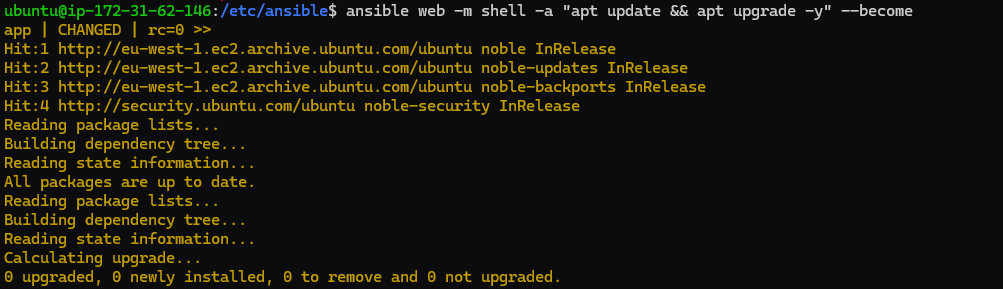 ubuntu@ip-172-31-62-146:/etc/ansible$ ansible web -m shell -a "apt update && apt upgrade -y" --become
app | CHANGED | rc=0 >>
Hit:1 http://eu-west-1.ec2.archive.ubuntu.com/ubuntu noble InRelease
Hit:2 http://eu-west-1.ec2.archive.ubuntu.com/ubuntu noble-updates InRelease
Hit:3 http://eu-west-1.ec2.archive.ubuntu.com/ubuntu noble-backports InRelease
Hit:4 http://security.ubuntu.com/ubuntu noble-security InRelease
Reading package lists...
Building dependency tree...
Reading state information...
All packages are up to date.
Reading package lists...
Building dependency tree...
Reading state information...
Calculating upgrade...
0 upgraded, 0 newly installed, 0 to remove and 0 not upgraded.